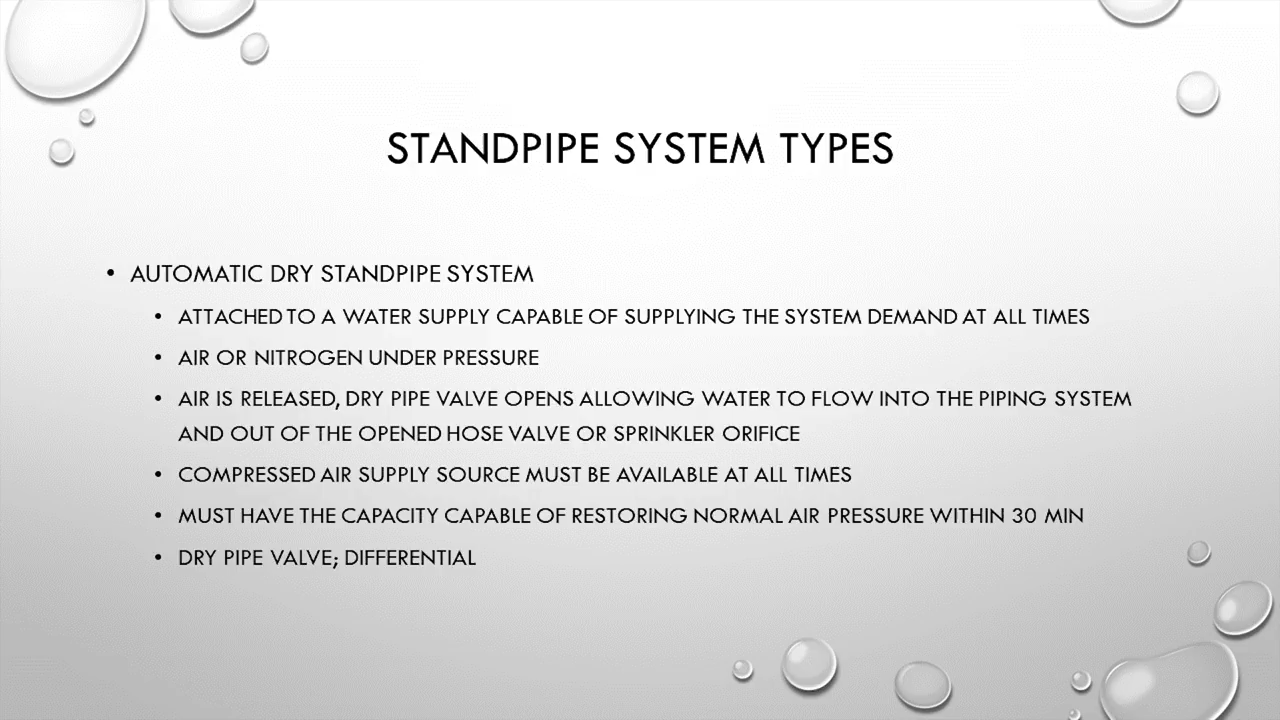 STANDPIPE SYSTEM TYPES
• AUTOMATIC DRY STANDPIPE SYSTEM
• ATTACHED TO A WATER SUPPLY CAPABLE OF SUPPLYING THE SYSTEM DEMAND AT ALL TIMES
• AIR OR NITROGEN UNDER PRESSURE
• AIR IS RELEASED, DRY PIPE VALVE OPENS ALLOWING WATER TO FLOW INTO THE PIPING SYSTEM
AND OUT OF THE OPENED HOSE VALVE OR SPRINKLER ORIFICE
• COMPRESSED AIR SUPPLY SOURCE MUST BE AVAILABLE AT ALL TIMES
• MUST HAVE THE CAPACITY CAPABLE OF RESTORING NORMAL AIR PRESSURE WITHIN 30 MIN
• DRY PIPE VALVE; DIFFERENTIAL